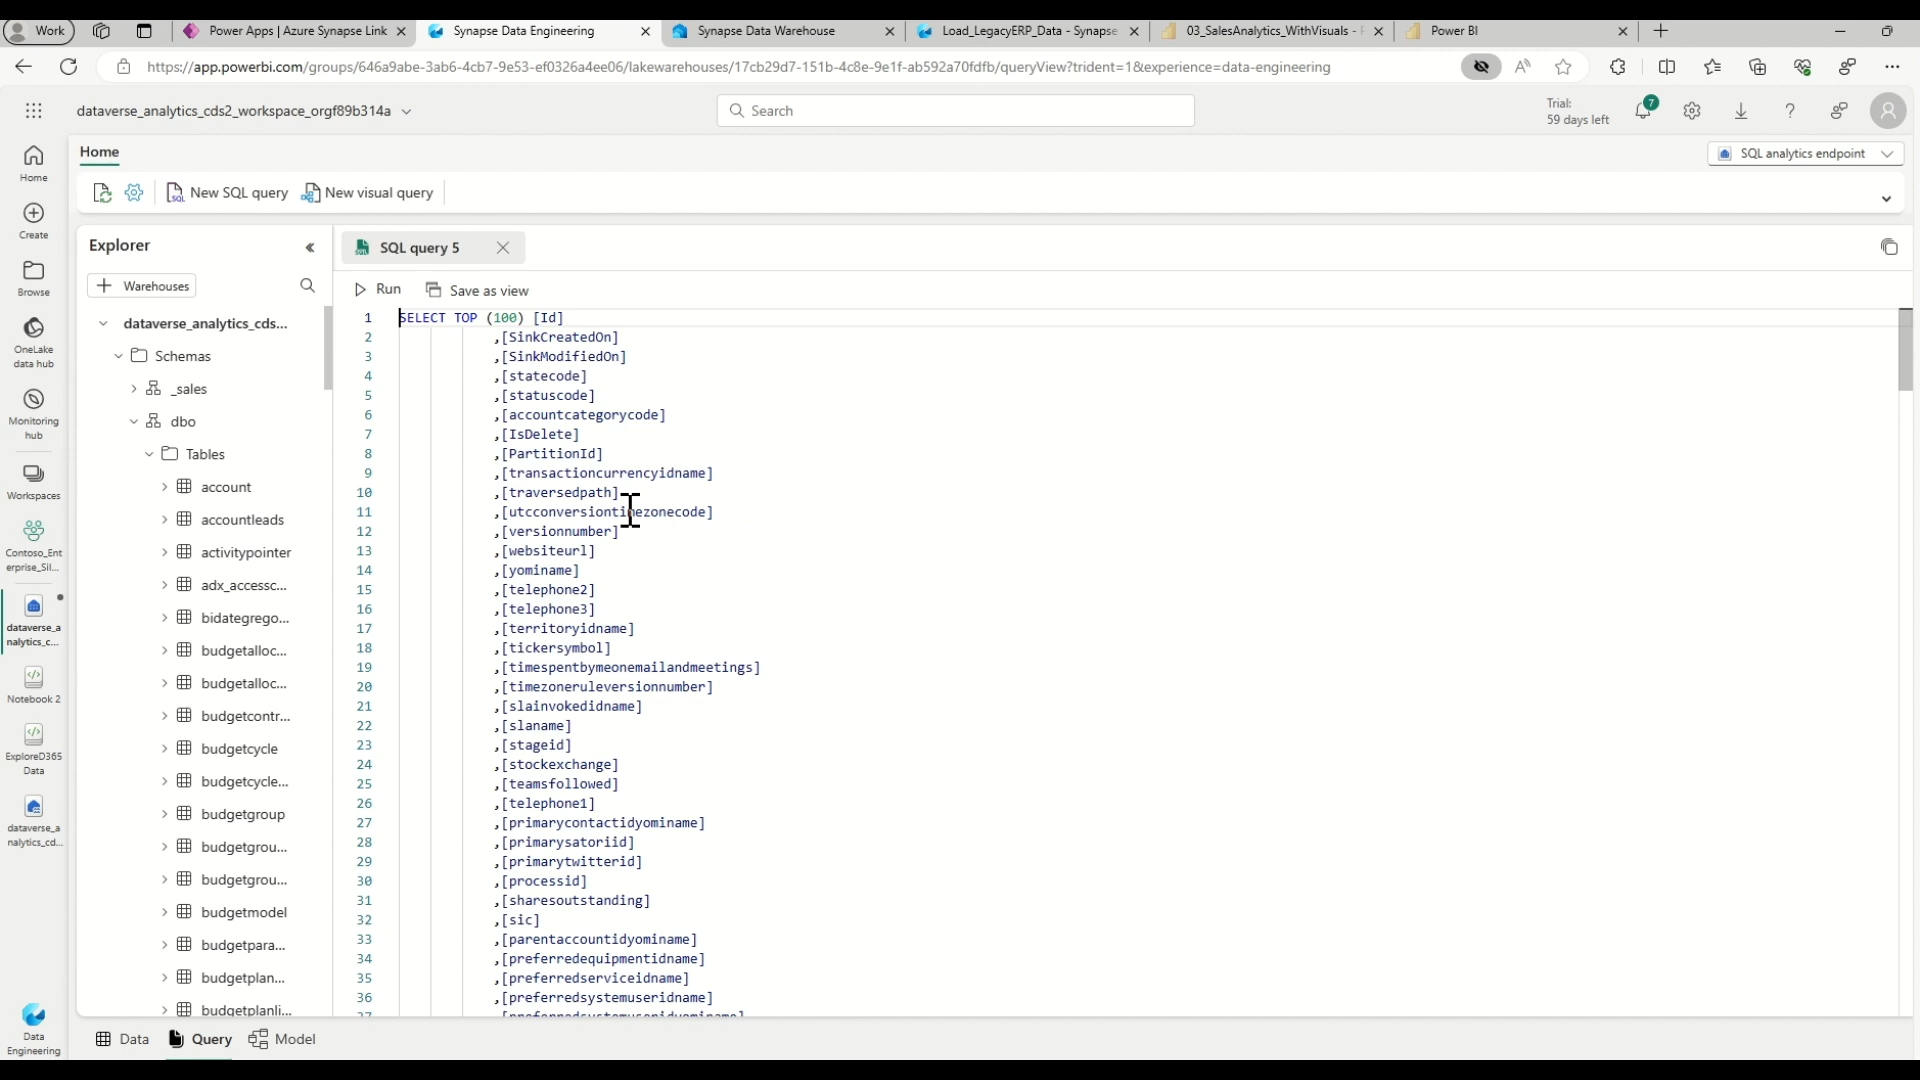 Work
Power Apps | Azure Synapse Link
Synapse Data Engineering
Synapse Data Warehouse
Load_LegacyERP_Data - Synapse
03_SalesAnalytics_WithVisuals -
Power BI
https://app.powerbi.com/groups/646a9abe-3ab6-4cb7-9e53-ef0326a4ee06/lakewarehouses/17cb29d7-151b-4c8e-9e1f-ab592a70fdfb/queryView?trident=1&experience=data-engineering
dataverse_analytics_cds2_workspace_orgf89b314a
Search
Trial:
59 days left
7
Home
SQL analytics endpoint
New SQL query
New visual query
Home
Create
Browse
OneLake
data hub
Monitoring
hub
Workspaces
Contoso_Ent
erprise_Sil...
dataverse_a
nalytics_c...
Notebook 2
ExploreD365
Data
dataverse_a
nalytics_cd...
Data
Engineering
Explorer
Warehouses
dataverse_analytics_cds...
Schemas
_sales
dbo
Tables
account
accountleads
activitypointer
adx_accessc...
bidategrego...
budgetalloc...
budgetalloc...
budgetcontr...
budgetcycle
budgetcycle...
budgetgroup
budgetgrou...
budgetgrou...
budgetmodel
budgetpara...
budgetplan...
budgetplanli...
SQL query 5
Run
Save as view
1 SELECT TOP (100) [Id]
2 ,[SinkCreatedOn]
3 ,[SinkModifiedOn]
4 ,[statecode]
5 ,[statuscode]
6 ,[accountcategorycode]
7 ,[IsDelete]
8 ,[PartitionId]
9 ,[transactioncurrencyidname]
10 ,[traversedpath]
11 ,[utcconversiontimezonecode]
12 ,[versionnumber]
13 ,[websiteurl]
14 ,[yominame]
15 ,[telephone2]
16 ,[telephone3]
17 ,[territoryidname]
18 ,[tickersymbol]
19 ,[timespentbymeonemailandmeetings]
20 ,[timezoneruleversionnumber]
21 ,[slainvokedidname]
22 ,[slaname]
23 ,[stageid]
24 ,[stockexchange]
25 ,[teamsfollowed]
26 ,[telephone1]
27 ,[primarycontactidyominame]
28 ,[primarysatoriid]
29 ,[primarytwitterid]
30 ,[processid]
31 ,[sharesoutstanding]
32 ,[sic]
33 ,[parentaccountidyominame]
34 ,[preferredequipmentidname]
35 ,[preferredserviceidname]
36 ,[preferredsystemuseridname]
37 ,[preferredsystemuseridyominame]
Data
Query
Model